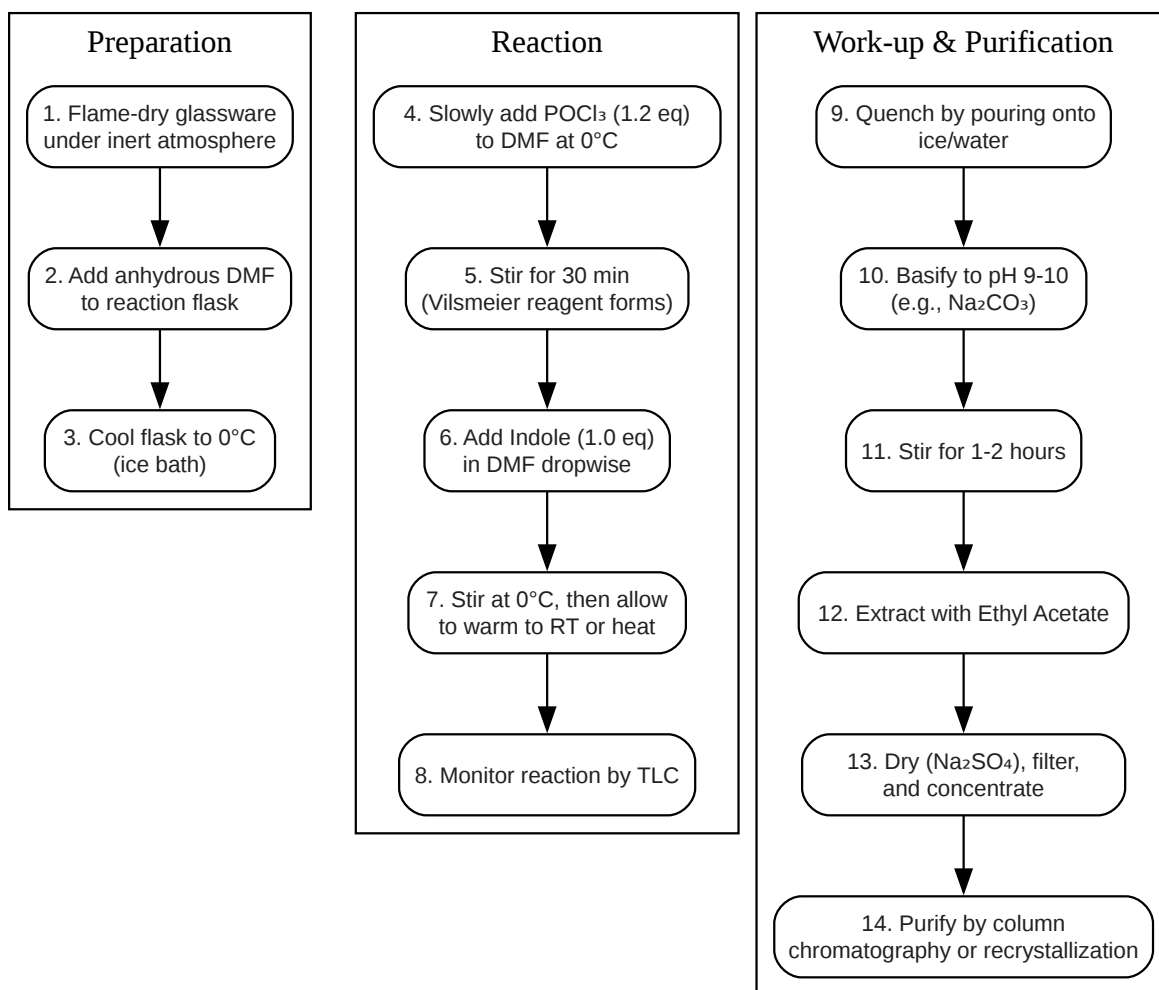 Preparation
1. Flame-dry glassware
under inert atmosphere
2. Add anhydrous DMF
to reaction flask
3. Cool flask to 0°C
(ice bath)
Reaction
4. Slowly add POCl₃ (1.2 eq)
to DMF at 0°C
5. Stir for 30 min
(Vilsmeier reagent forms)
6. Add Indole (1.0 eq)
in DMF dropwise
7. Stir at 0°C, then allow
to warm to RT or heat
8. Monitor reaction by TLC
Work-up & Purification
9. Quench by pouring onto
ice/water
10. Basify to pH 9-10
(e.g., Na₂CO₃)
11. Stir for 1-2 hours
12. Extract with Ethyl Acetate
13. Dry (Na₂SO₄), filter,
and concentrate
14. Purify by column
chromatography or recrystallization